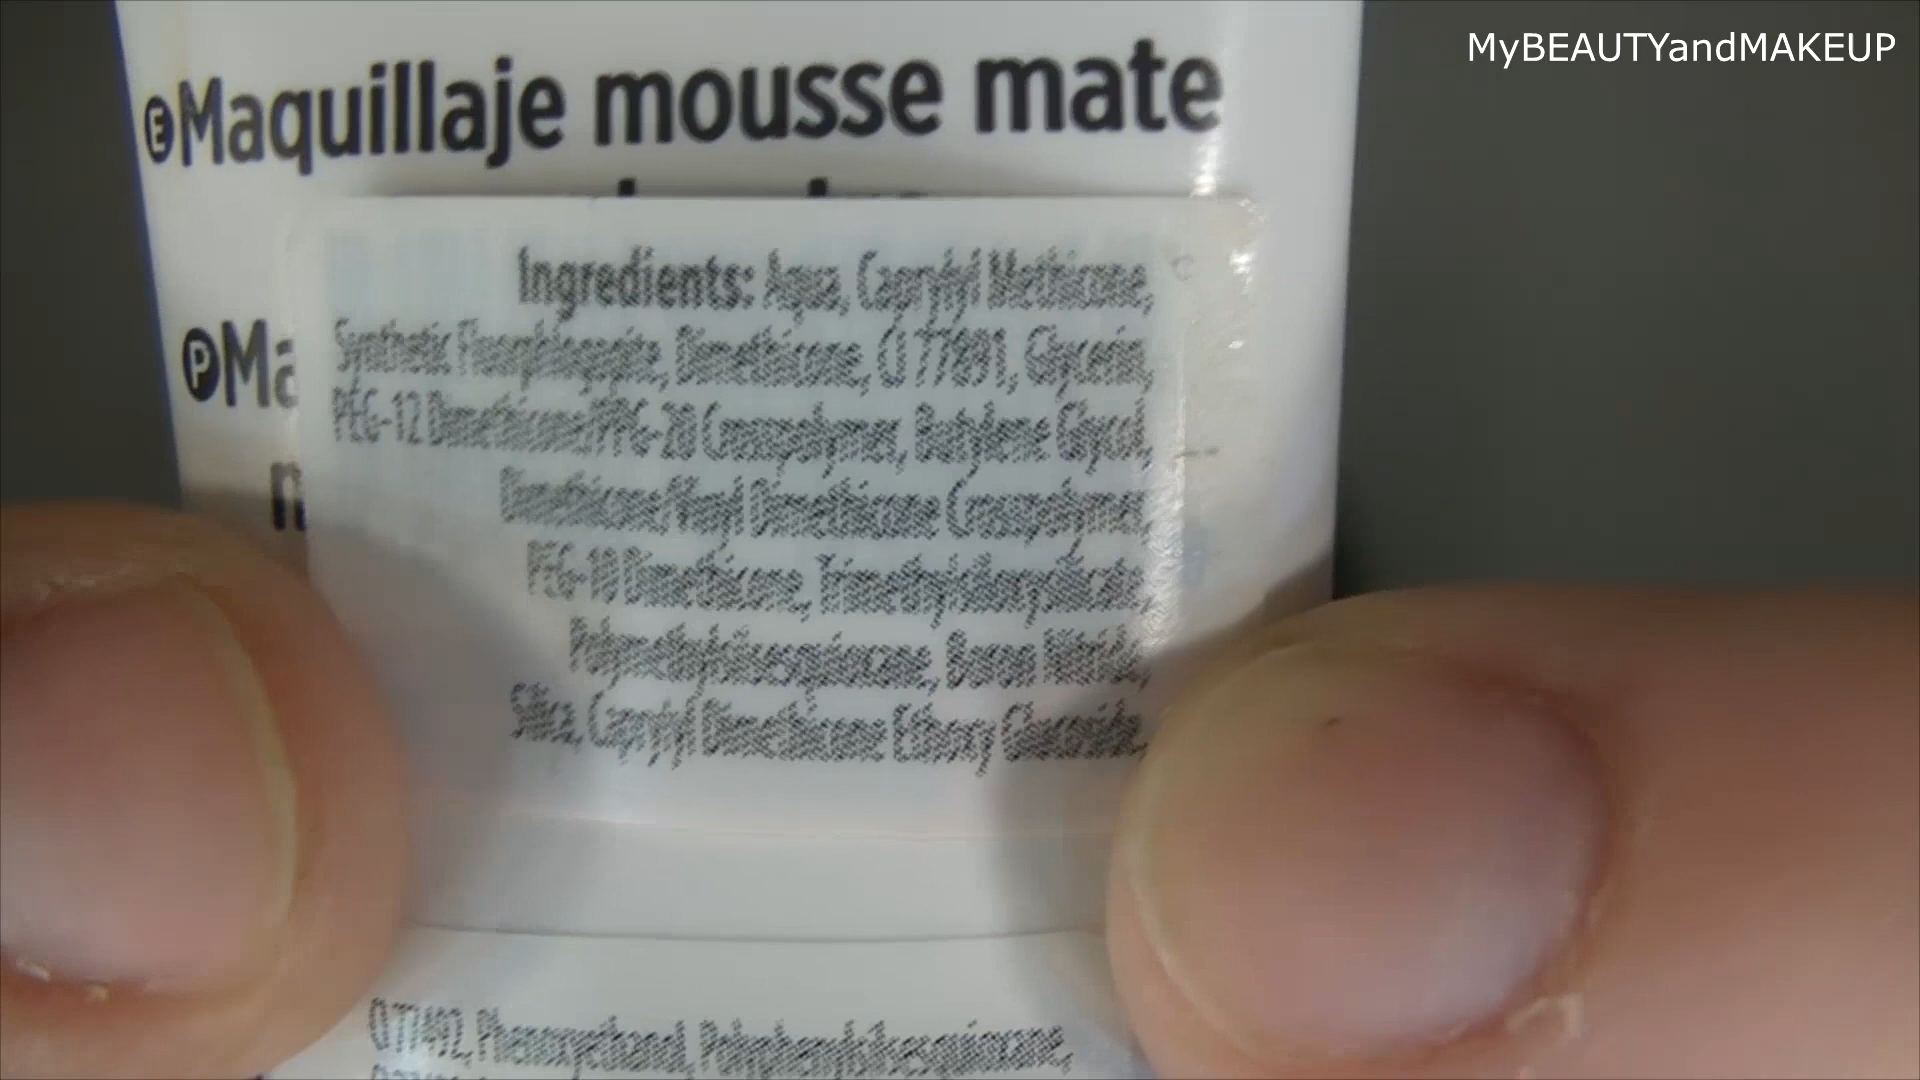 MyBEAUTYandMAKEUP
E Maquillaje mousse mate
P Ma
Ingredients: Aqua, Caprylyl Methicone,
Synthetic Fluorphlogopite, Dimethicone, CI 77891, Glycerin,
PEG-12 Dimethicone/PPG-20 Crosspolymer, Butylene Glycol,
Dimethicone/Vinyl Dimethicone Crosspolymer,
PEG-10 Dimethicone, Trimethylsiloxysilicate,
Polymethylsilsesquioxane, Boron Nitride,
Silica, Caprylyl Dimethicone Ethoxy Glucoside,
CI 77492, Phenoxyethanol, Polyphenylsilsesquioxane,